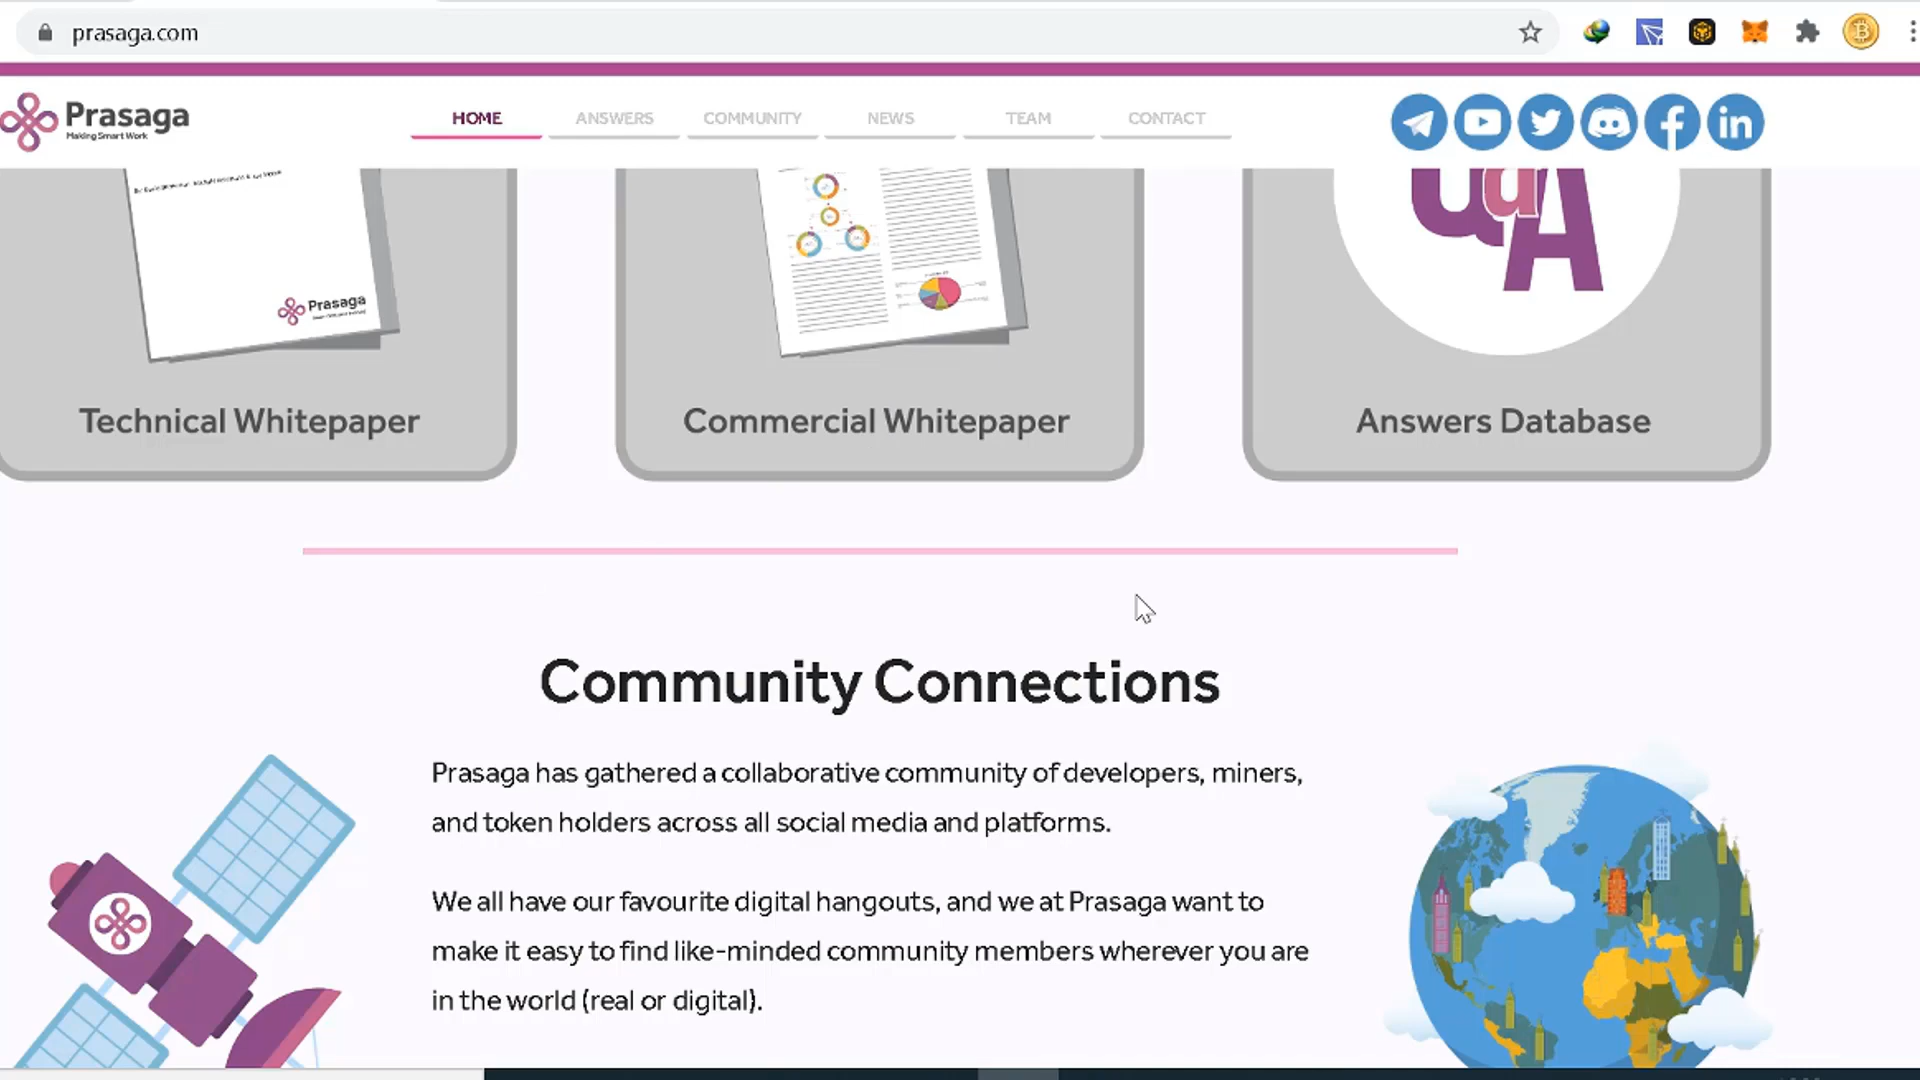 prasaga.com
Prasaga
Making Smart Work
HOME
ANSWERS
COMMUNITY
NEWS
TEAM
CONTACT
Prasaga
Q&A
Technical Whitepaper
Commercial Whitepaper
Answers Database
Community Connections
Prasaga has gathered a collaborative community of developers, miners,
and token holders across all social media and platforms.
We all have our favourite digital hangouts, and we at Prasaga want to
make it easy to find like-minded community members wherever you are
in the world (real or digital).